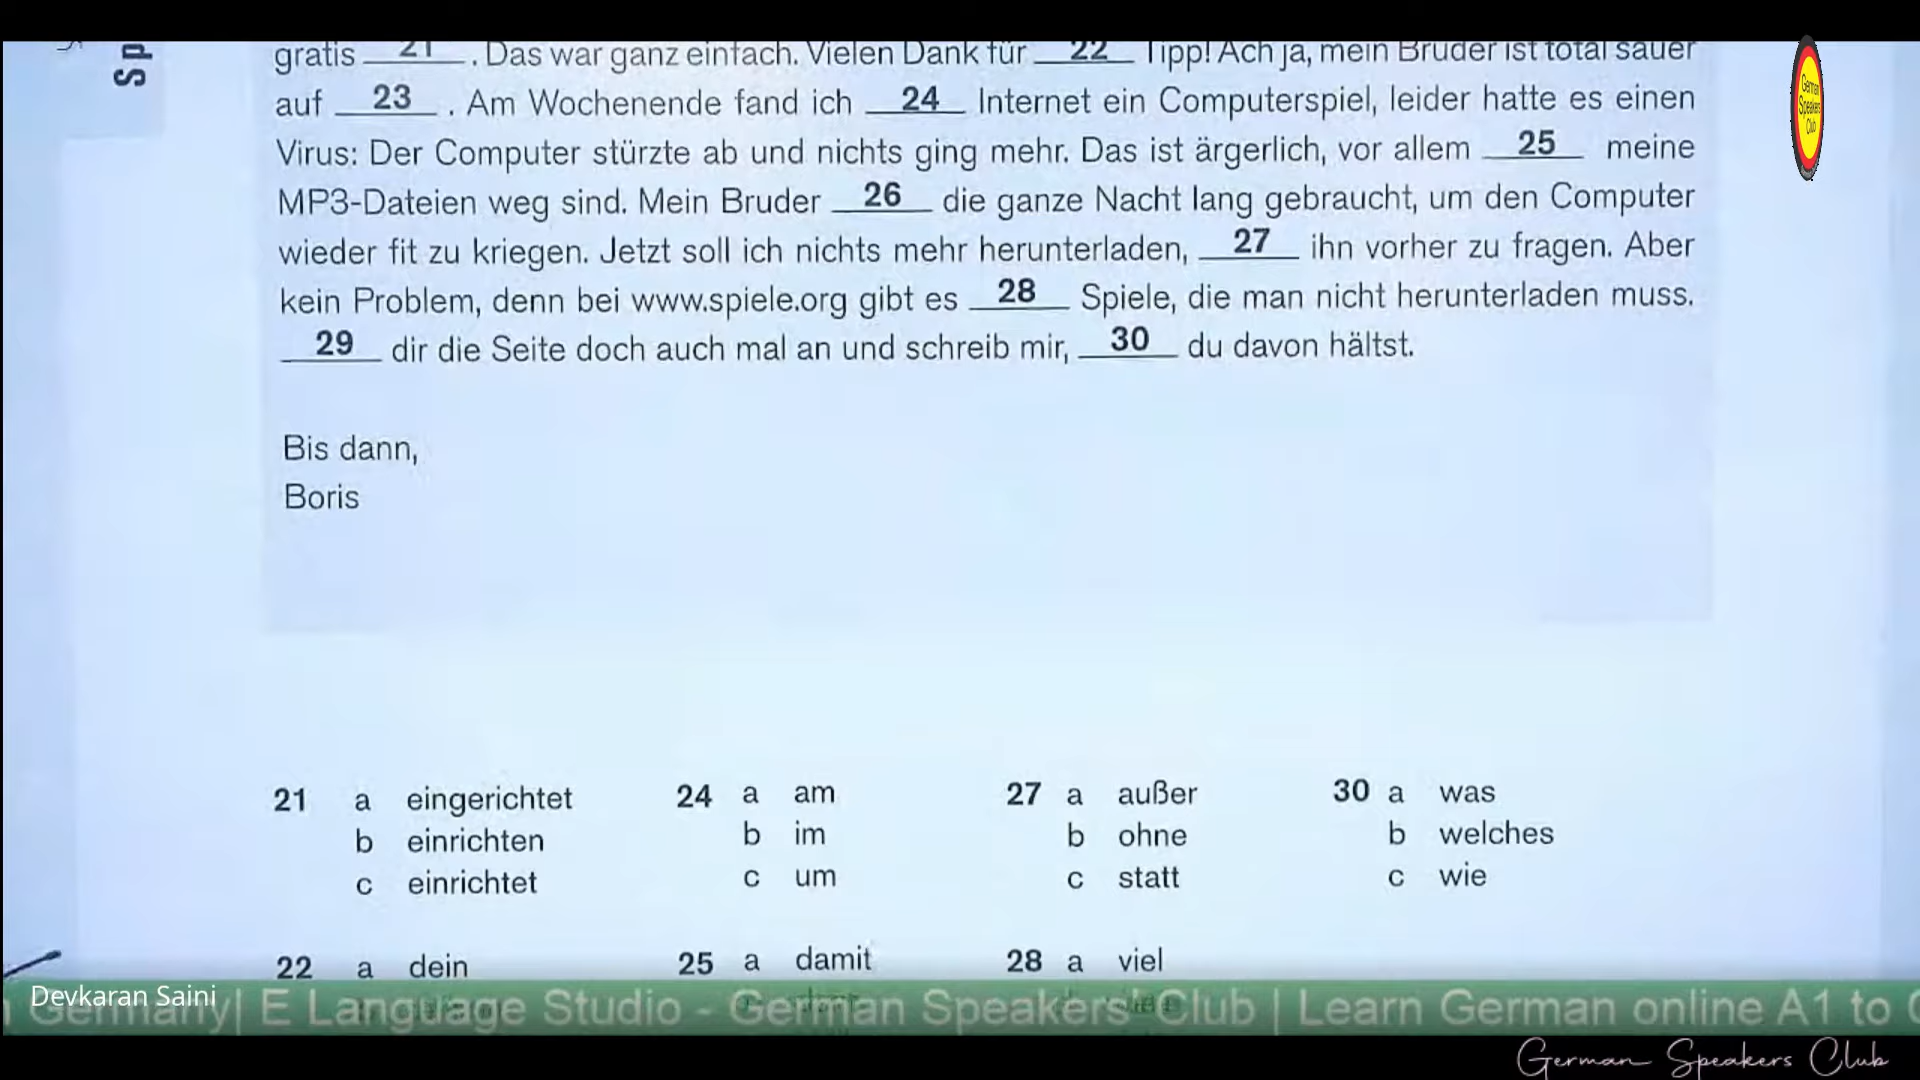 Sp
gratis 21 . Das war ganz einfach. Vielen Dank für 22 Tipp! Ach ja, mein Bruder ist total sauer
auf 23 . Am Wochenende fand ich 24 Internet ein Computerspiel, leider hatte es einen
Virus: Der Computer stürzte ab und nichts ging mehr. Das ist ärgerlich, vor allem 25 meine
MP3-Dateien weg sind. Mein Bruder 26 die ganze Nacht lang gebraucht, um den Computer
wieder fit zu kriegen. Jetzt soll ich nichts mehr herunterladen, 27 ihn vorher zu fragen. Aber
kein Problem, denn bei www.spiele.org gibt es 28 Spiele, die man nicht herunterladen muss.
29 dir die Seite doch auch mal an und schreib mir, 30 du davon hältst.
Bis dann,
Boris
21 a eingerichtet
b einrichten
c einrichtet
22 a dein
24 a am
b im
c um
25 a damit
27 a außer
b ohne
c statt
28 a viel
30 a was
b welches
c wie
German
Speakers
Club
Devkaran Saini
Germany| E Language Studio - German Speakers' Club | Learn German online A1 to
German Speakers Club